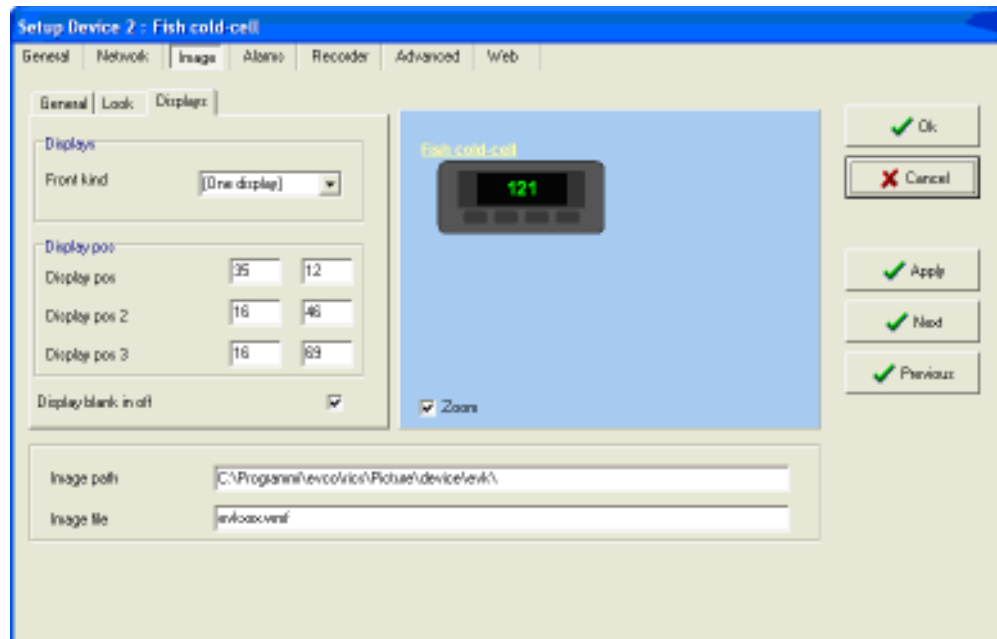 Setup Device 2 : Fish cold-cell
General Network Image Alarms Recorder Advanced Web
General Look Displays
Displays
Front kind (One display)
Display pos
Display pos 35 12
Display pos 2 16 46
Display pos 3 16 69
Display blank in off
Fish cold-cell
121
Zoom
Ok
Cancel
Apply
Next
Previous
Image path C:\Programmi\evco\rics\Picture\device\evk\
Image file